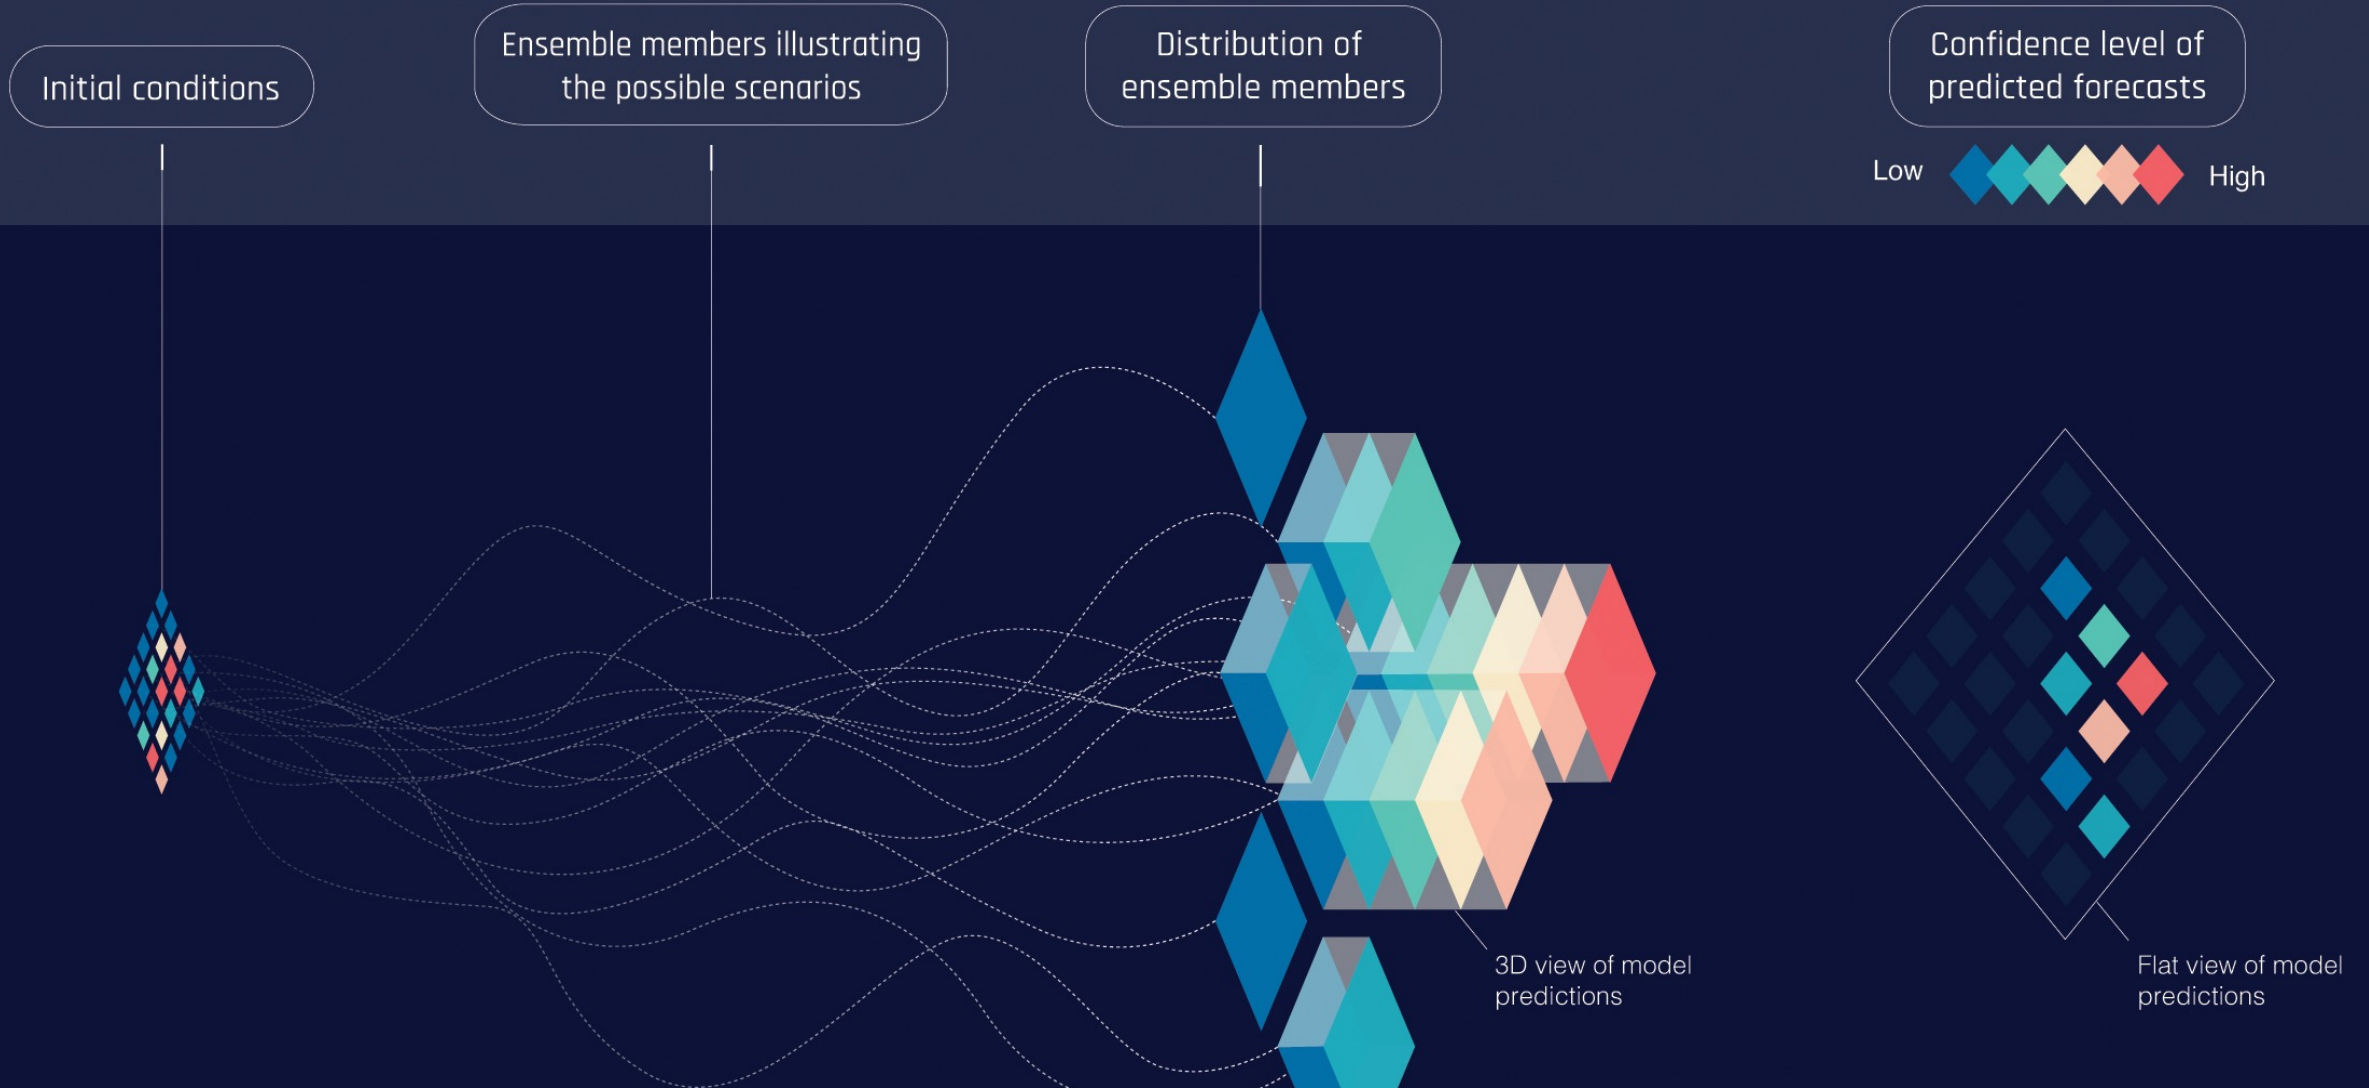 Initial conditions
Ensemble members illustrating
the possible scenarios
Distribution of
ensemble members
Confidence level of
predicted forecasts
Low
High
3D view of model
predictions
Flat view of model
predictions